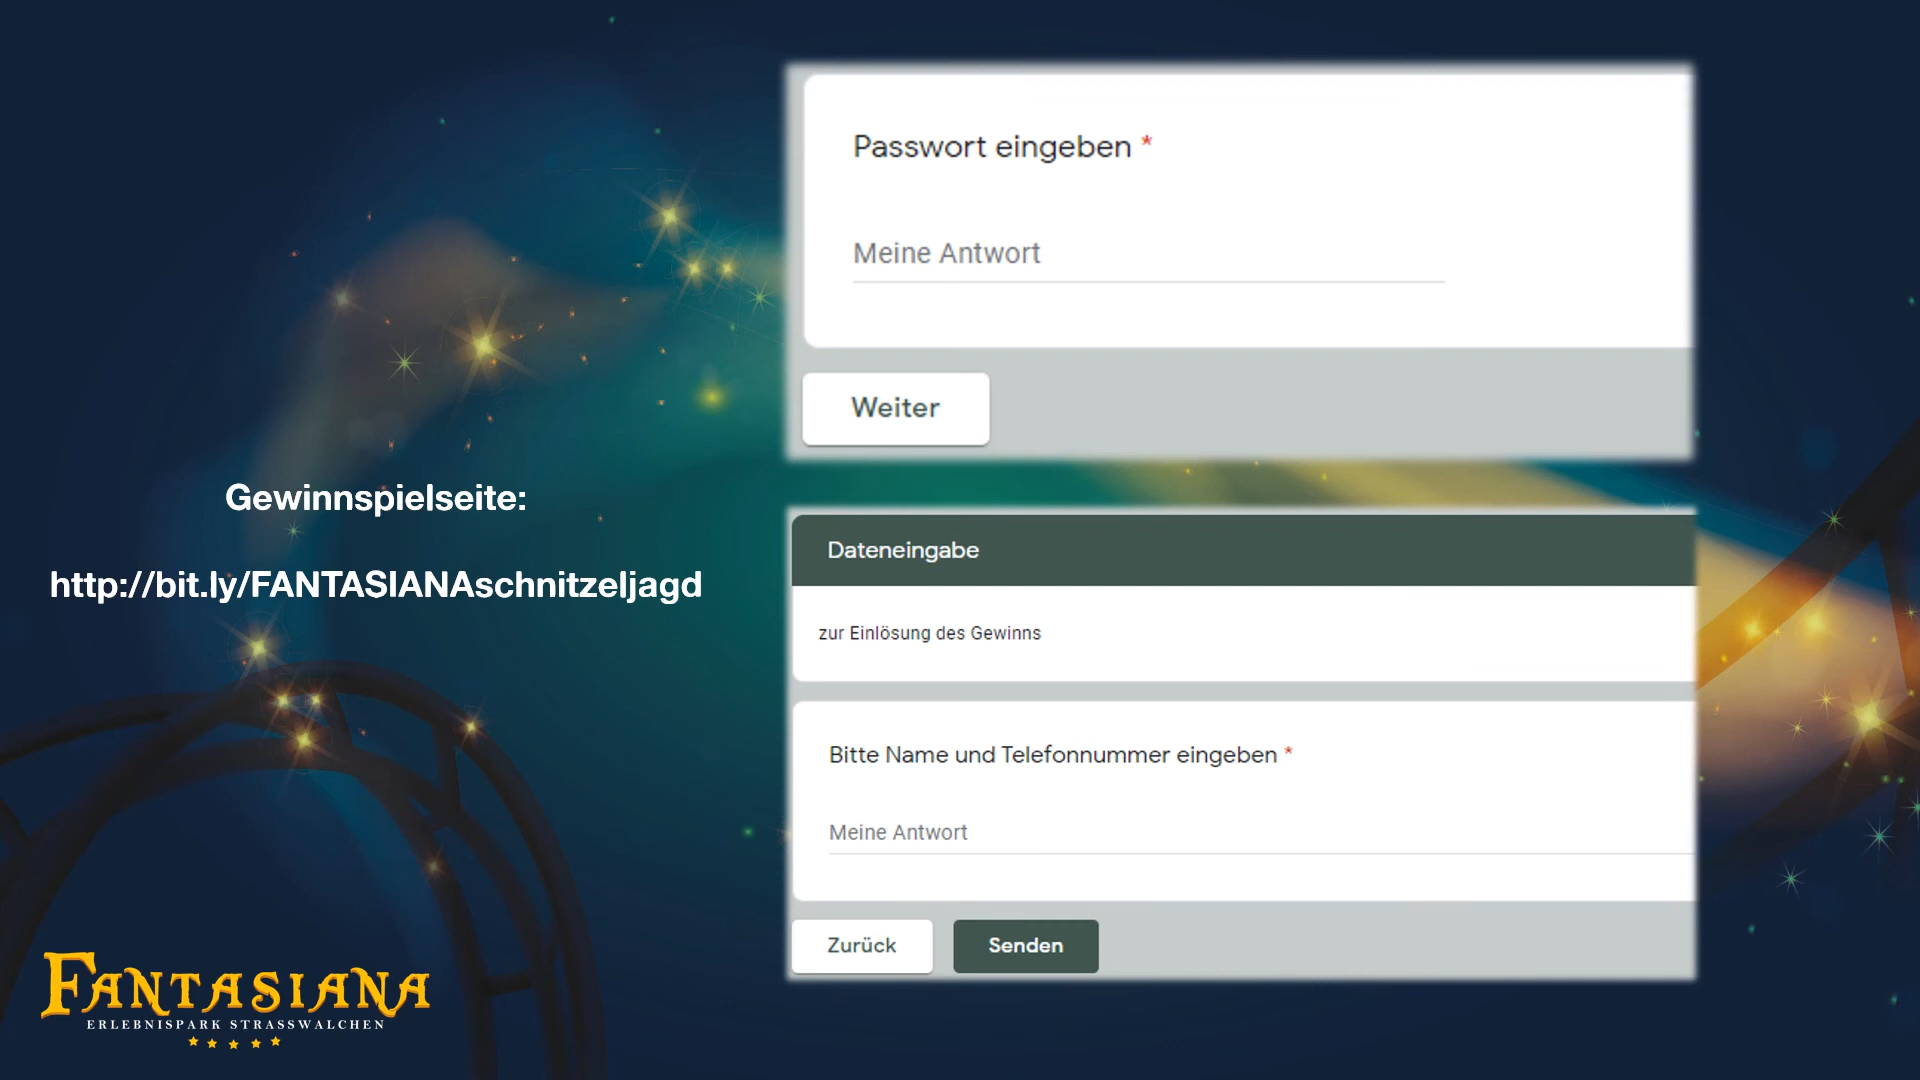 Gewinnspielseite:
http://bit.ly/FANTASIANAschnitzeljagd
Passwort eingeben *
Meine Antwort
Weiter
Dateneingabe
zur Einlösung des Gewinns
Bitte Name und Telefonnummer eingeben *
Meine Antwort
Zurück
Senden
FANTASIANA
ERLEBNISPARK STRASSWALCHEN